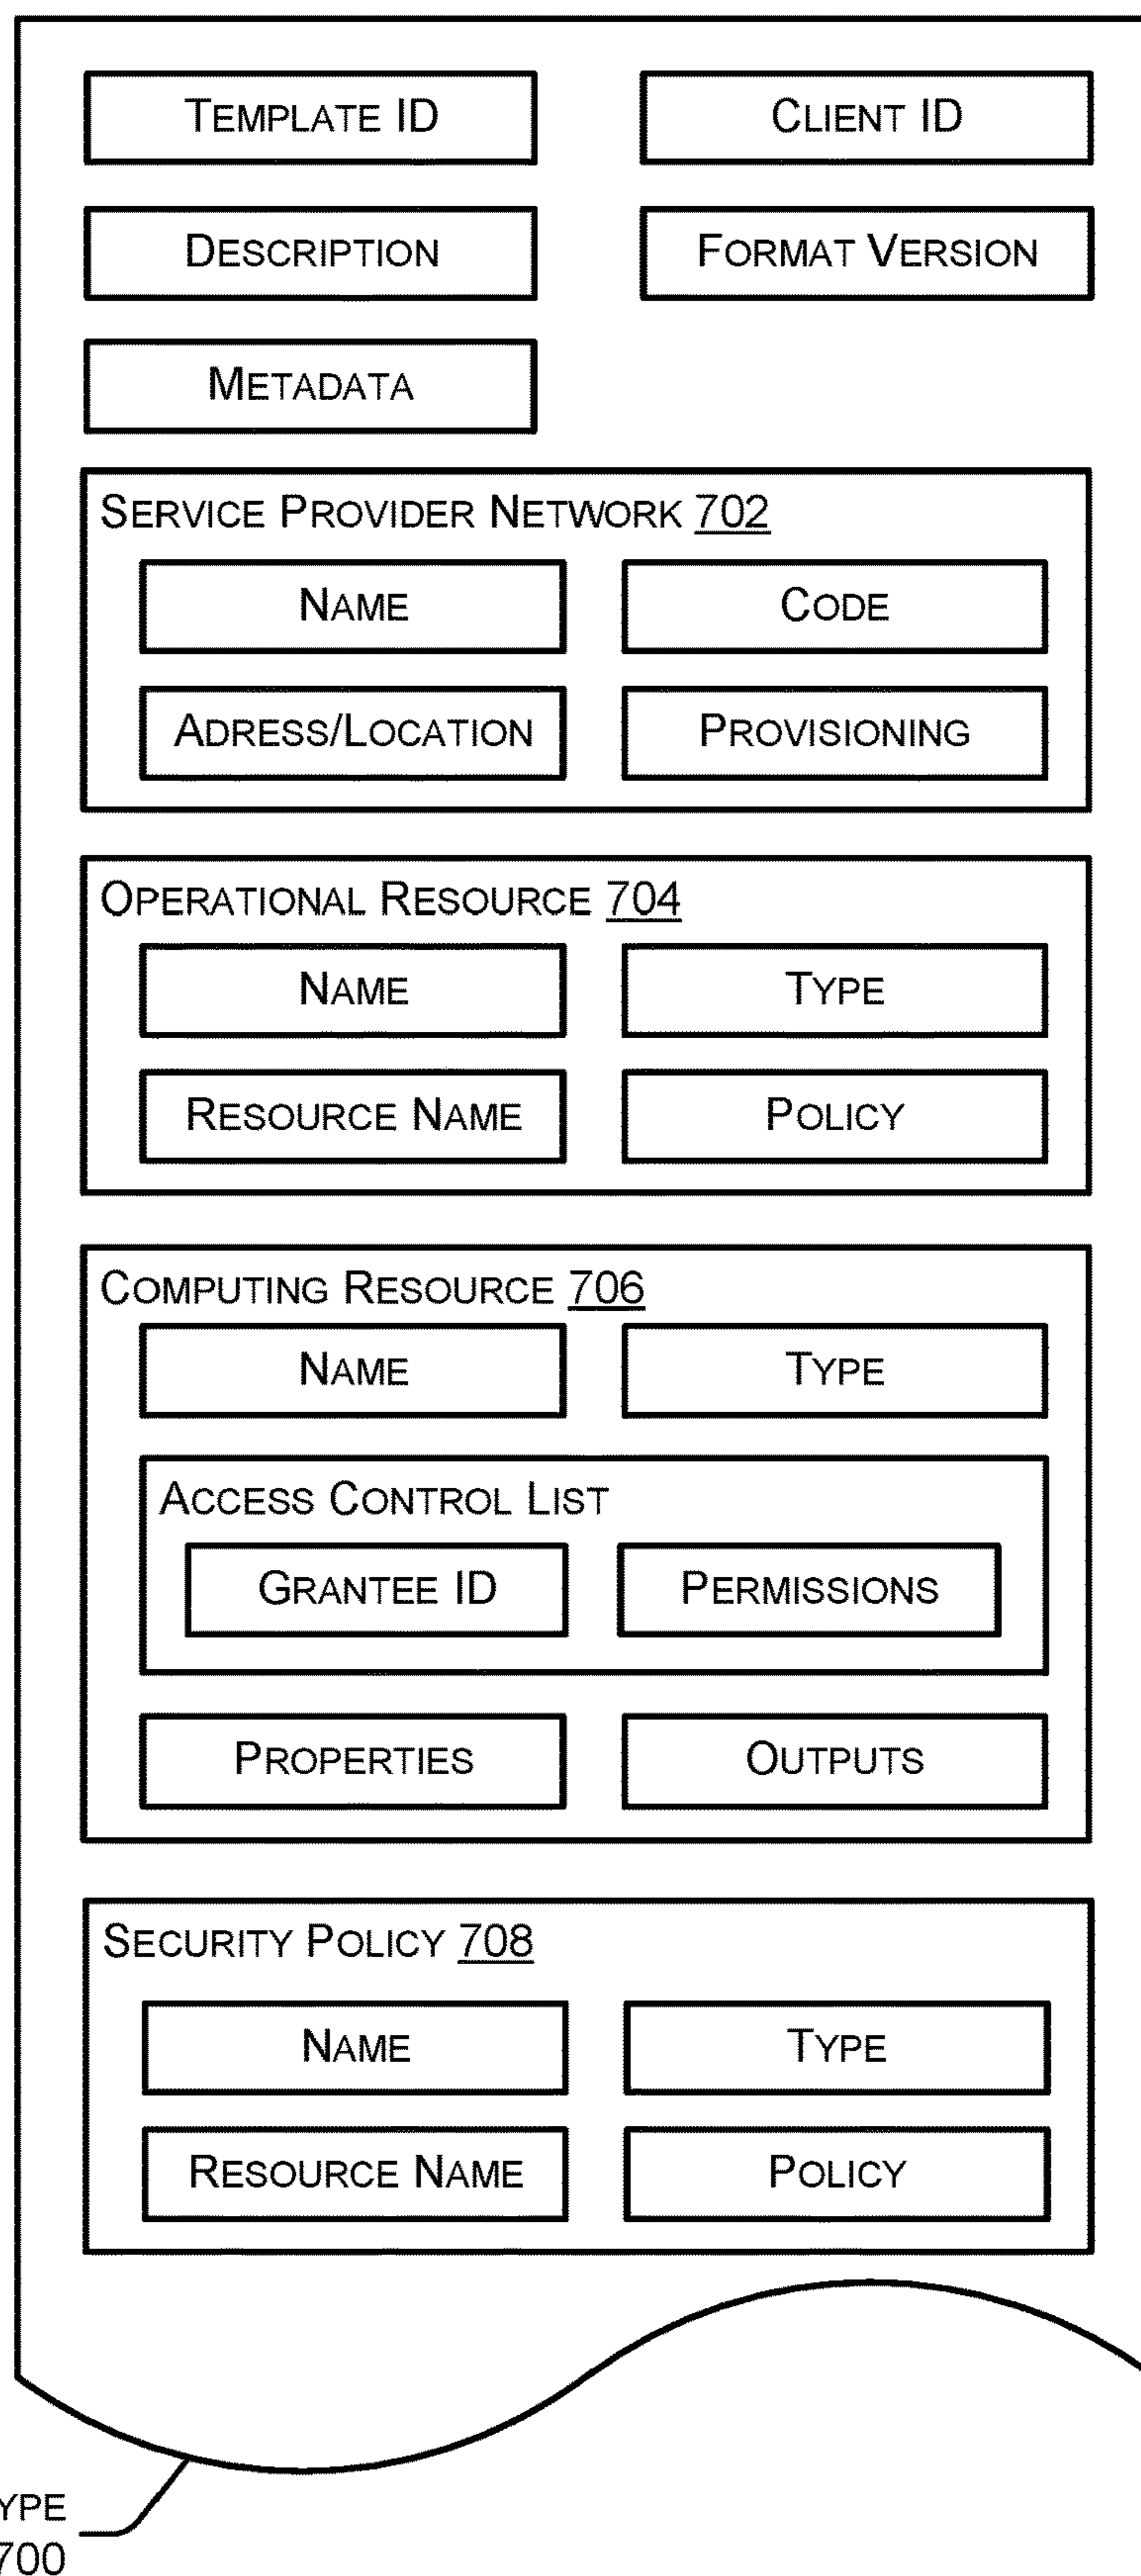 TEMPLATE ID
CLIENT ID
DESCRIPTION
FORMAT VERSION
METADATA
SERVICE PROVIDER NETWORK 702
NAME
CODE
ADRESS/LOCATION
PROVISIONING
OPERATIONAL RESOURCE 704
NAME
TYPE
RESOURCE NAME
POLICY
COMPUTING RESOURCE 706
NAME
TYPE
ACCESS CONTROL LIST
GRANTEE ID
PERMISSIONS
PROPERTIES
OUTPUTS
SECURITY POLICY 708
NAME
TYPE
RESOURCE NAME
POLICY
YPE
700